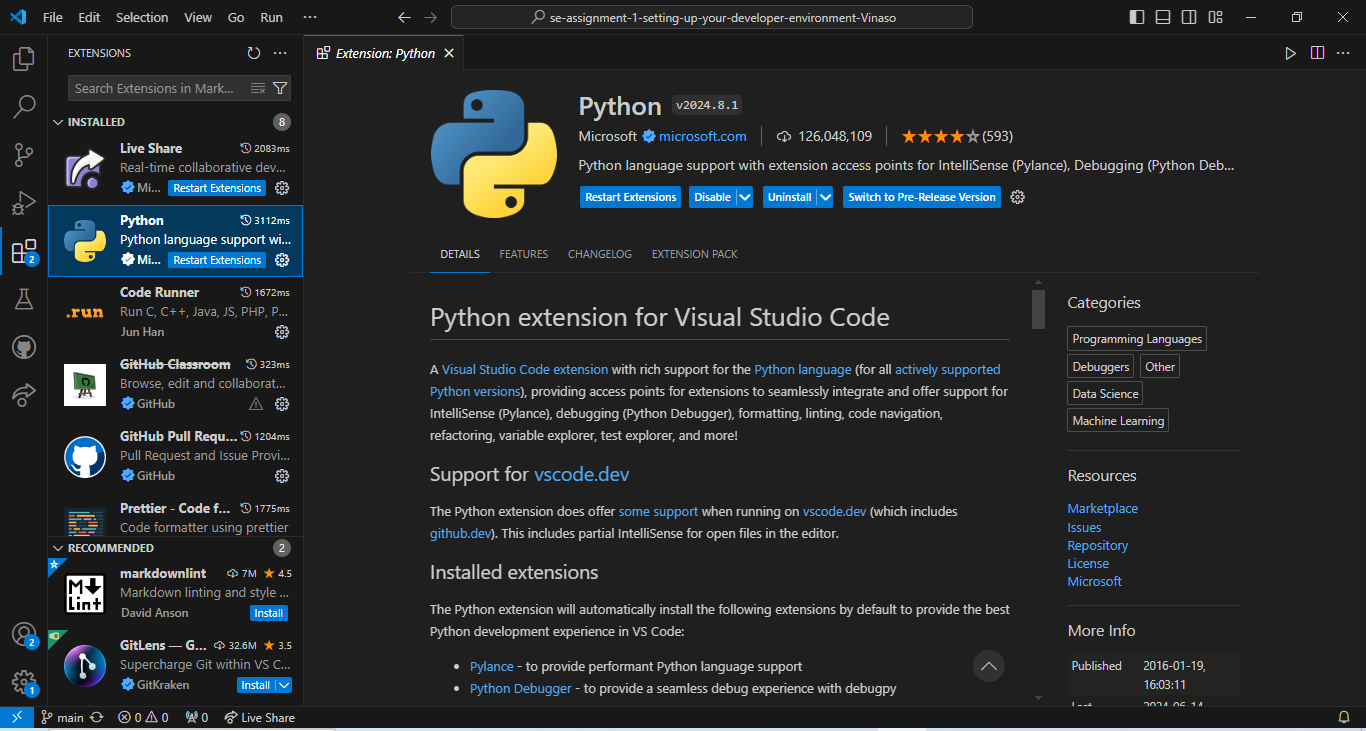 File Edit Selection View Go Run ···
se-assignment-1-setting-up-your-developer-environment-Vinaso
EXTENSIONS
Search Extensions in Mark...
INSTALLED 8
Live Share 2083ms
Real-time collaborative dev...
Mi... Restart Extensions
Python 3112ms
Python language support wi...
Mi... Restart Extensions
.run
Code Runner 1672ms
Run C, C++, Java, JS, PHP, P...
Jun Han
GitHub Classroom 323ms
Browse, edit and collaborat...
GitHub
GitHub Pull Requ... 1204ms
Pull Request and Issue Provi...
GitHub
Prettier - Code f... 1775ms
Code formatter using prettier
RECOMMENDED 2
M Lint
markdownlint 7M 4.5
Markdown linting and style ...
David Anson Install
GitLens — G... 32.6M 3.5
Supercharge Git within VS C...
GitKraken Install
2
2
1
Extension: Python
Python v2024.8.1
Microsoft microsoft.com 126,048,109 (593)
Python language support with extension access points for IntelliSense (Pylance), Debugging (Python Deb...
Restart Extensions Disable Uninstall Switch to Pre-Release Version
DETAILS FEATURES CHANGELOG EXTENSION PACK
Python extension for Visual Studio Code
A Visual Studio Code extension with rich support for the Python language (for all actively supported
Python versions), providing access points for extensions to seamlessly integrate and offer support for
IntelliSense (Pylance), debugging (Python Debugger), formatting, linting, code navigation,
refactoring, variable explorer, test explorer, and more!
Support for vscode.dev
The Python extension does offer some support when running on vscode.dev (which includes
github.dev). This includes partial IntelliSense for open files in the editor.
Installed extensions
The Python extension will automatically install the following extensions by default to provide the best
Python development experience in VS Code:
• Pylance - to provide performant Python language support
• Python Debugger - to provide a seamless debug experience with debugpy
Categories
Programming Languages
Debuggers Other
Data Science
Machine Learning
Resources
Marketplace
Issues
Repository
License
Microsoft
More Info
Published 2016-01-19,
16:03:11
Last 2024-06-14
main 0 0 0 Live Share